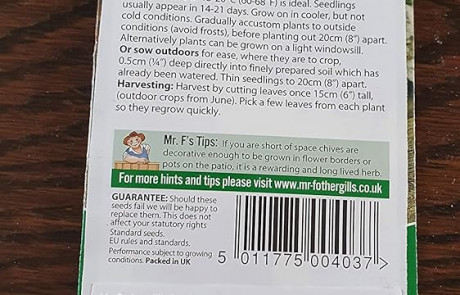 is ideal. Seedlings
usually appear in 14-21 days. Grow on in cooler, but not
cold conditions. Gradually accustom plants to outside
conditions (avoid frosts), before planting out 20cm (8") apart.
Alternatively plants can be grown on a light windowsill.
Or sow outdoors for ease, where they are to crop,
0.5cm (¼") deep directly into finely prepared soil which has
already been watered. Thin seedlings to 20cm (8") apart.
Harvesting: Harvest by cutting leaves once 15cm (6") tall,
(outdoor crops from June). Pick a few leaves from each plant
so they regrow quickly.
Mr. F's Tips: If you are short of space chives are
decorative enough to be grown in flower borders or
pots on the patio, it is a rewarding and long lived herb.
For more hints and tips please visit www.mr-fothergills.co.uk
GUARANTEE: Should these
seeds fail we will be happy to
replace them. This does not
affect your statutory rights
Standard seeds.
EU rules and standards.
Performance subject to growing
conditions. Packed in UK
5 011775 004037 >